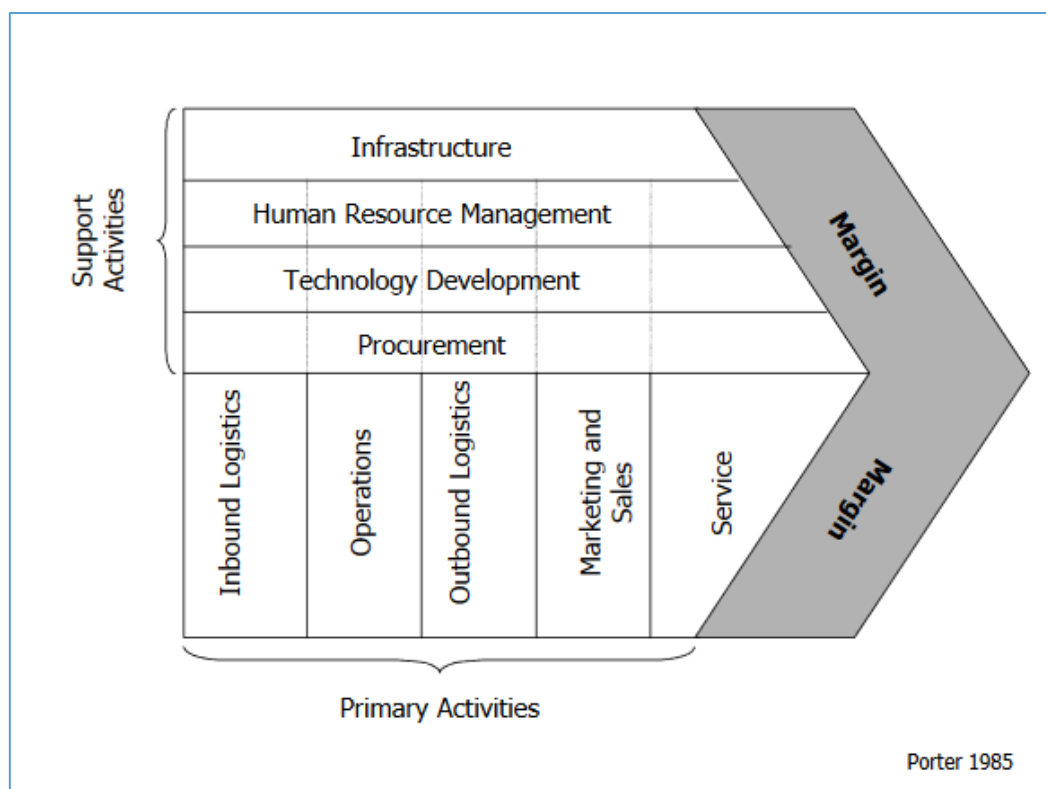 Support
Activities
Infrastructure
Human Resource Management
Technology Development
Procurement
Inbound Logistics
Operations
Outbound Logistics
Marketing and
Sales
Service
Margin
Margin
Primary Activities
Porter 1985